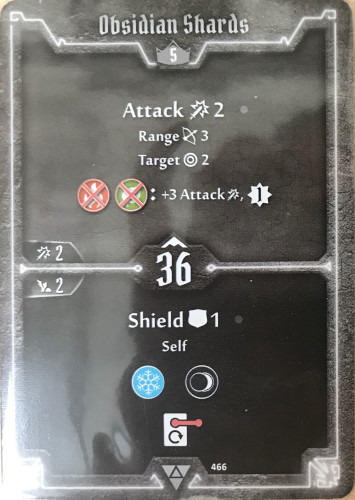 Obsidian Shards
5
Attack 2
Range 3
Target 2
: +3 Attack , 1
2
36
2
Shield 1
Self
466